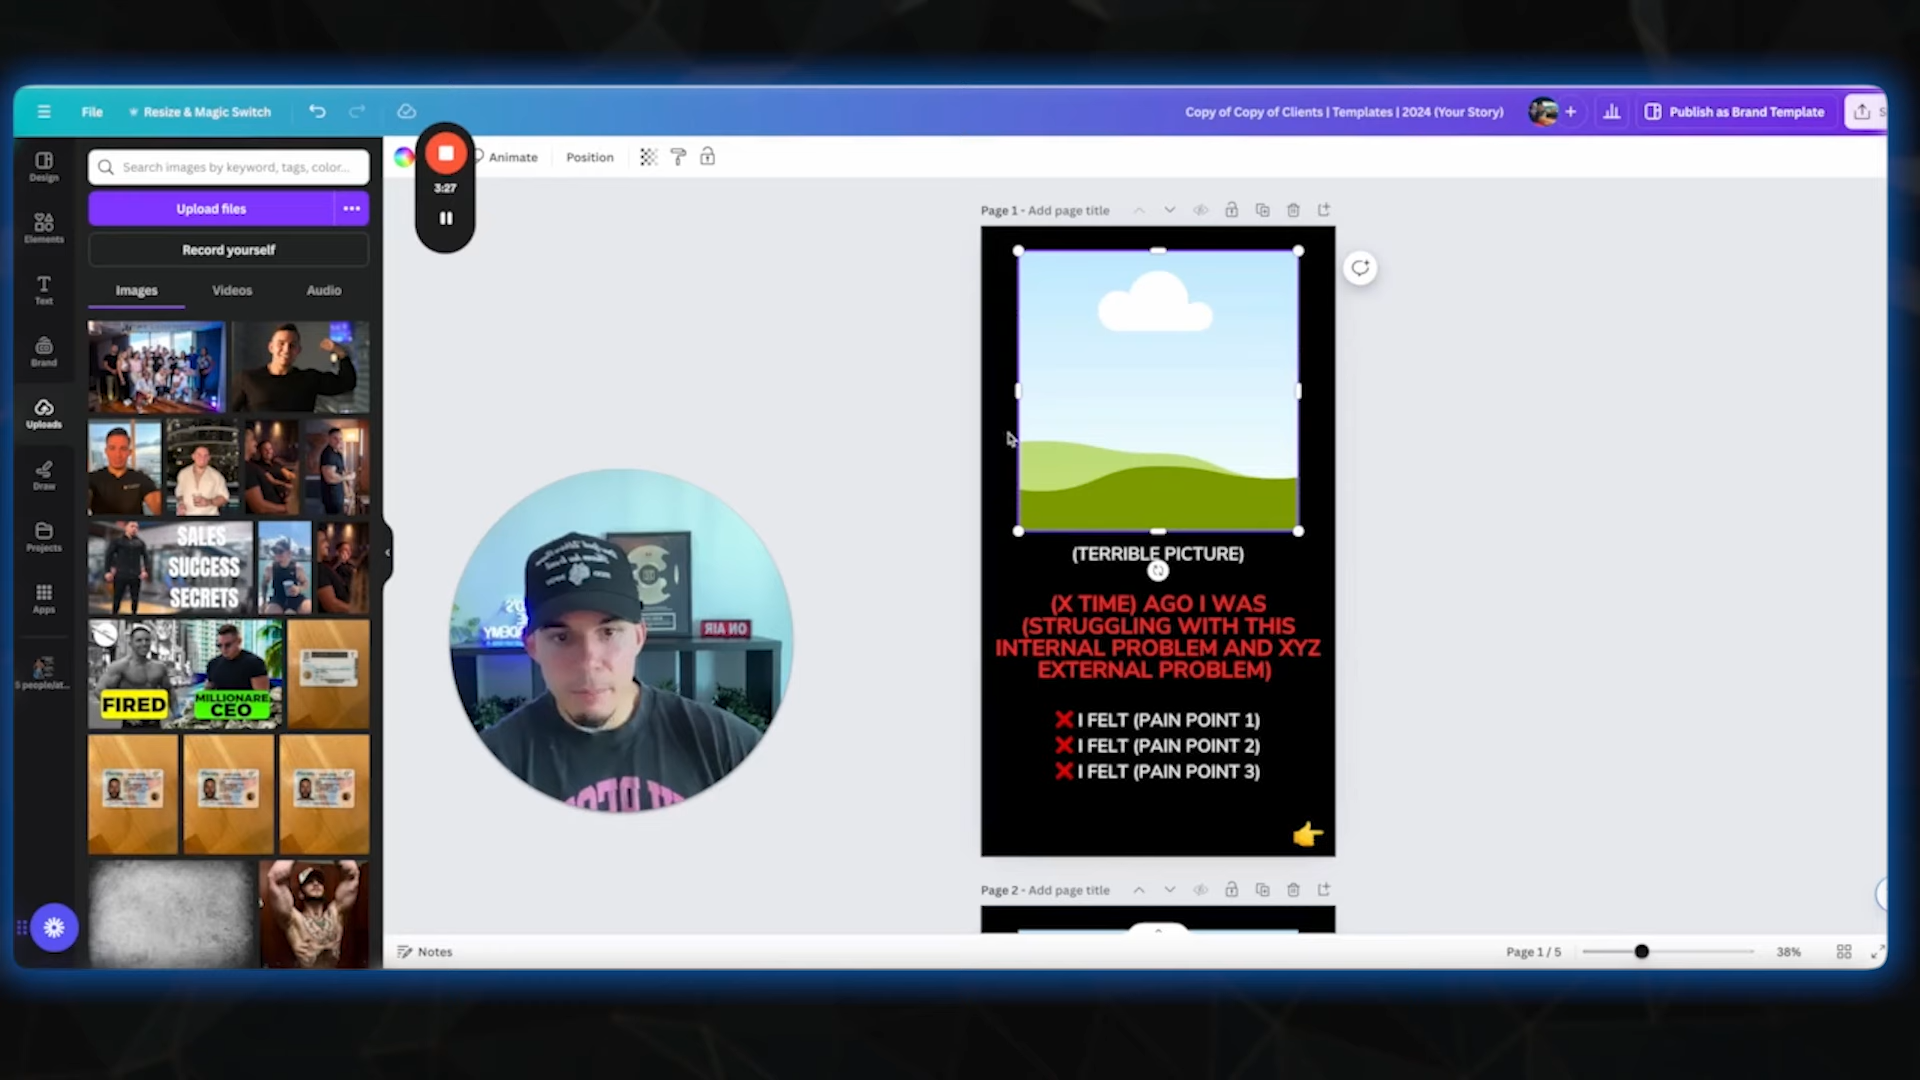 File
Resize & Magic Switch
Copy of Copy of Clients | Templates | 2024 (Your Story)
Publish as Brand Template
Design
Elements
Text
Brand
Uploads
Draw
Projects
Apps
5 people/at...
Search images by keyword, tags, color...
Upload files
Record yourself
Images
Videos
Audio
SALES
SUCCESS
SECRETS
FIRED
MILLIONARE
CEO
3:27
Animate
Position
ON AIR
Page 1 - Add page title
(TERRIBLE PICTURE)
(X TIME) AGO I WAS
(STRUGGLING WITH THIS
INTERNAL PROBLEM AND XYZ
EXTERNAL PROBLEM)
❌ I FELT (PAIN POINT 1)
❌ I FELT (PAIN POINT 2)
❌ I FELT (PAIN POINT 3)
Page 2 - Add page title
Notes
Page 1 / 5
38%